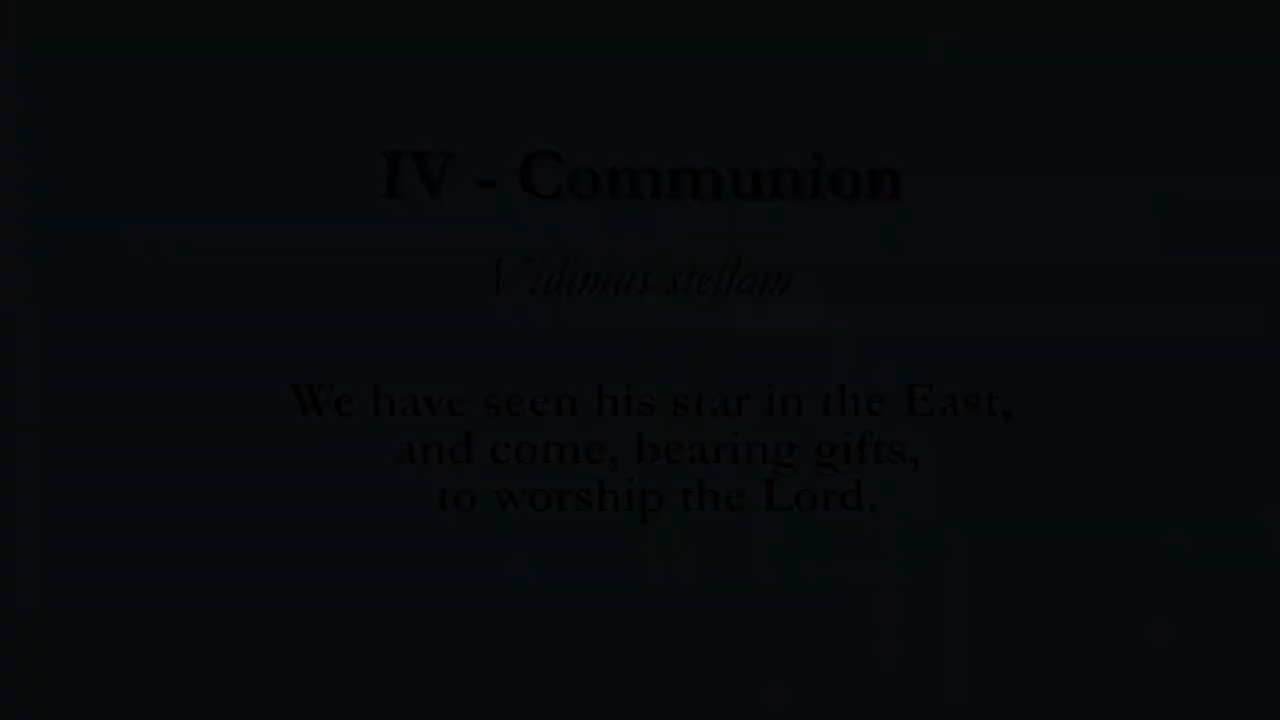 IV - Communion
Vidimus stellam
We have seen his star in the East,
and come, bearing gifts,
to worship the Lord.